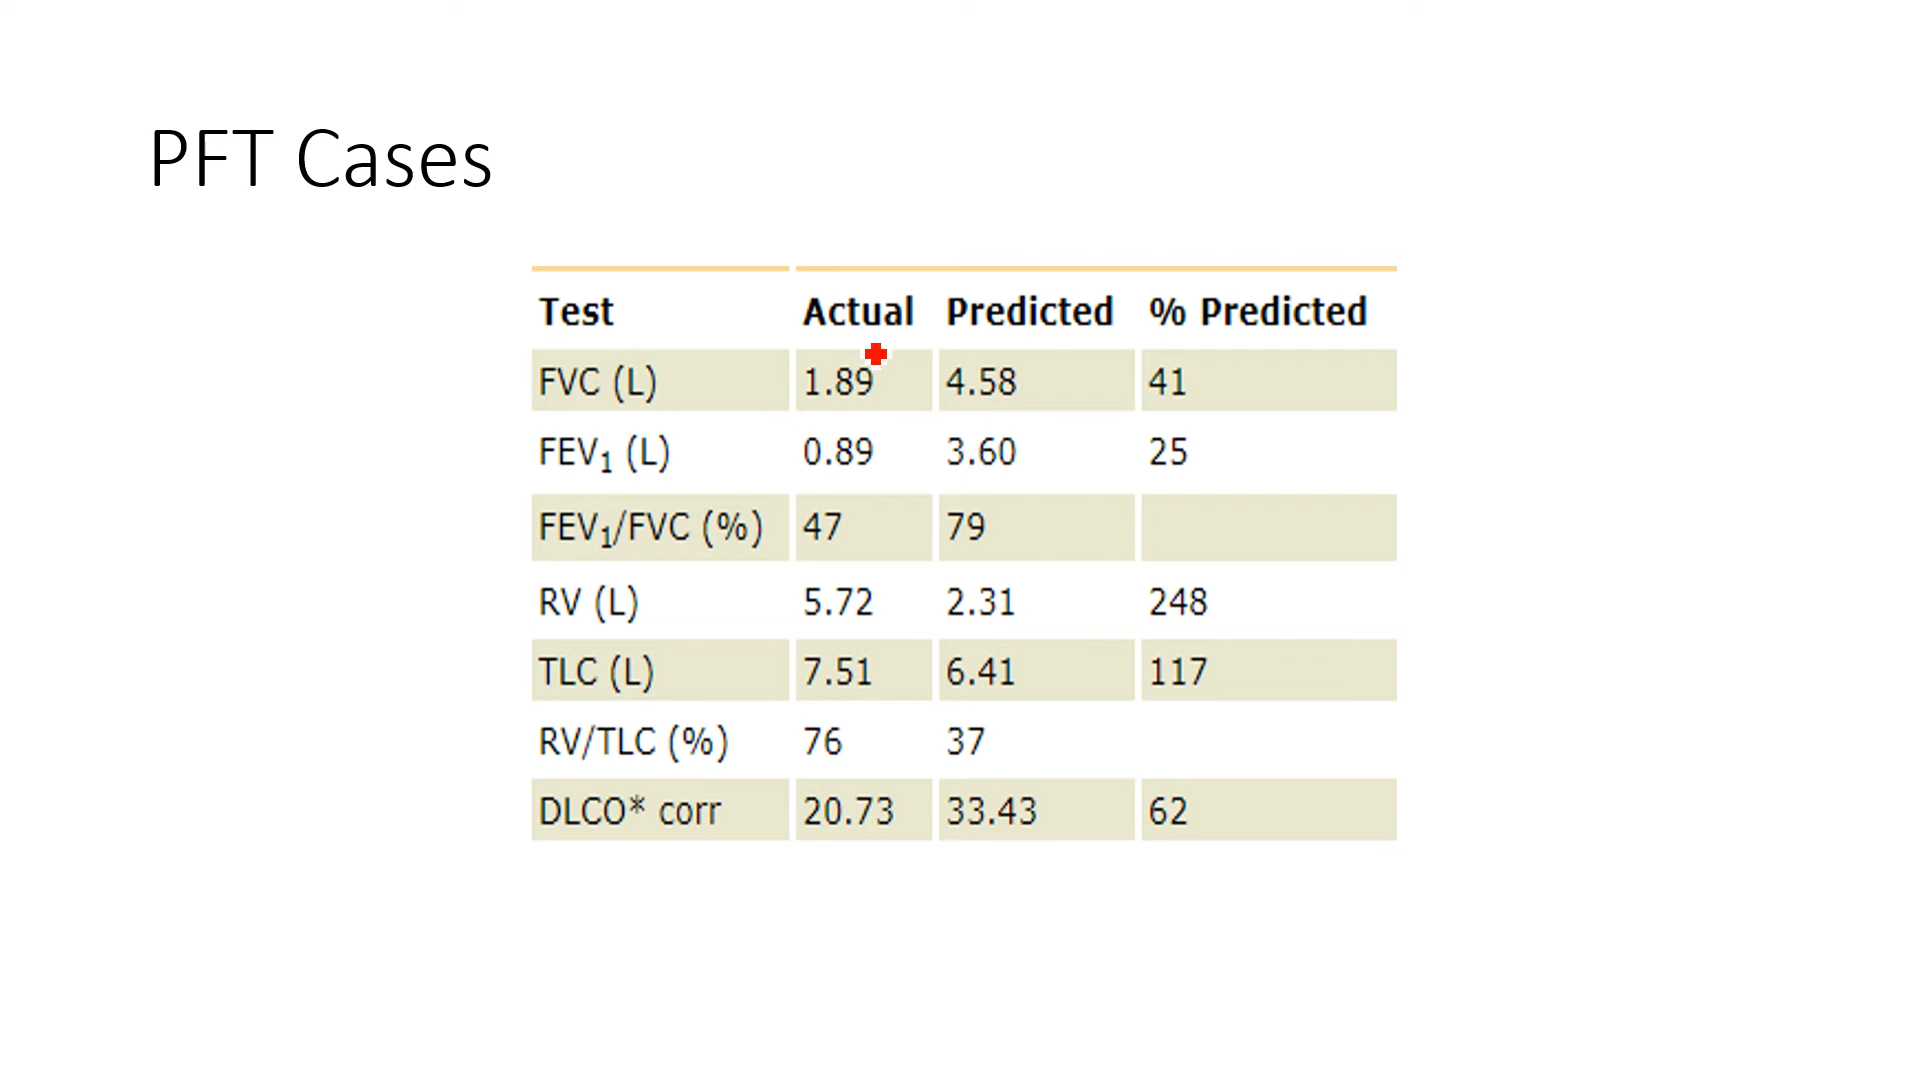 PFT Cases
Test Actual Predicted % Predicted
FVC (L) 1.89 4.58 41
FEV₁ (L) 0.89 3.60 25
FEV₁/FVC (%) 47 79
RV (L) 5.72 2.31 248
TLC (L) 7.51 6.41 117
RV/TLC (%) 76 37
DLCO* corr 20.73 33.43 62